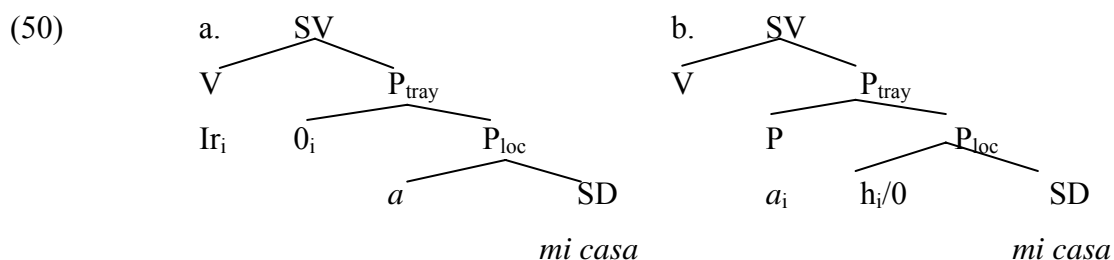 (50) a. SV b. SV
V P_tray V P_tray
Ir_i 0_i P_loc P P_loc
a SD a_i h_i/0 SD
mi casa mi casa